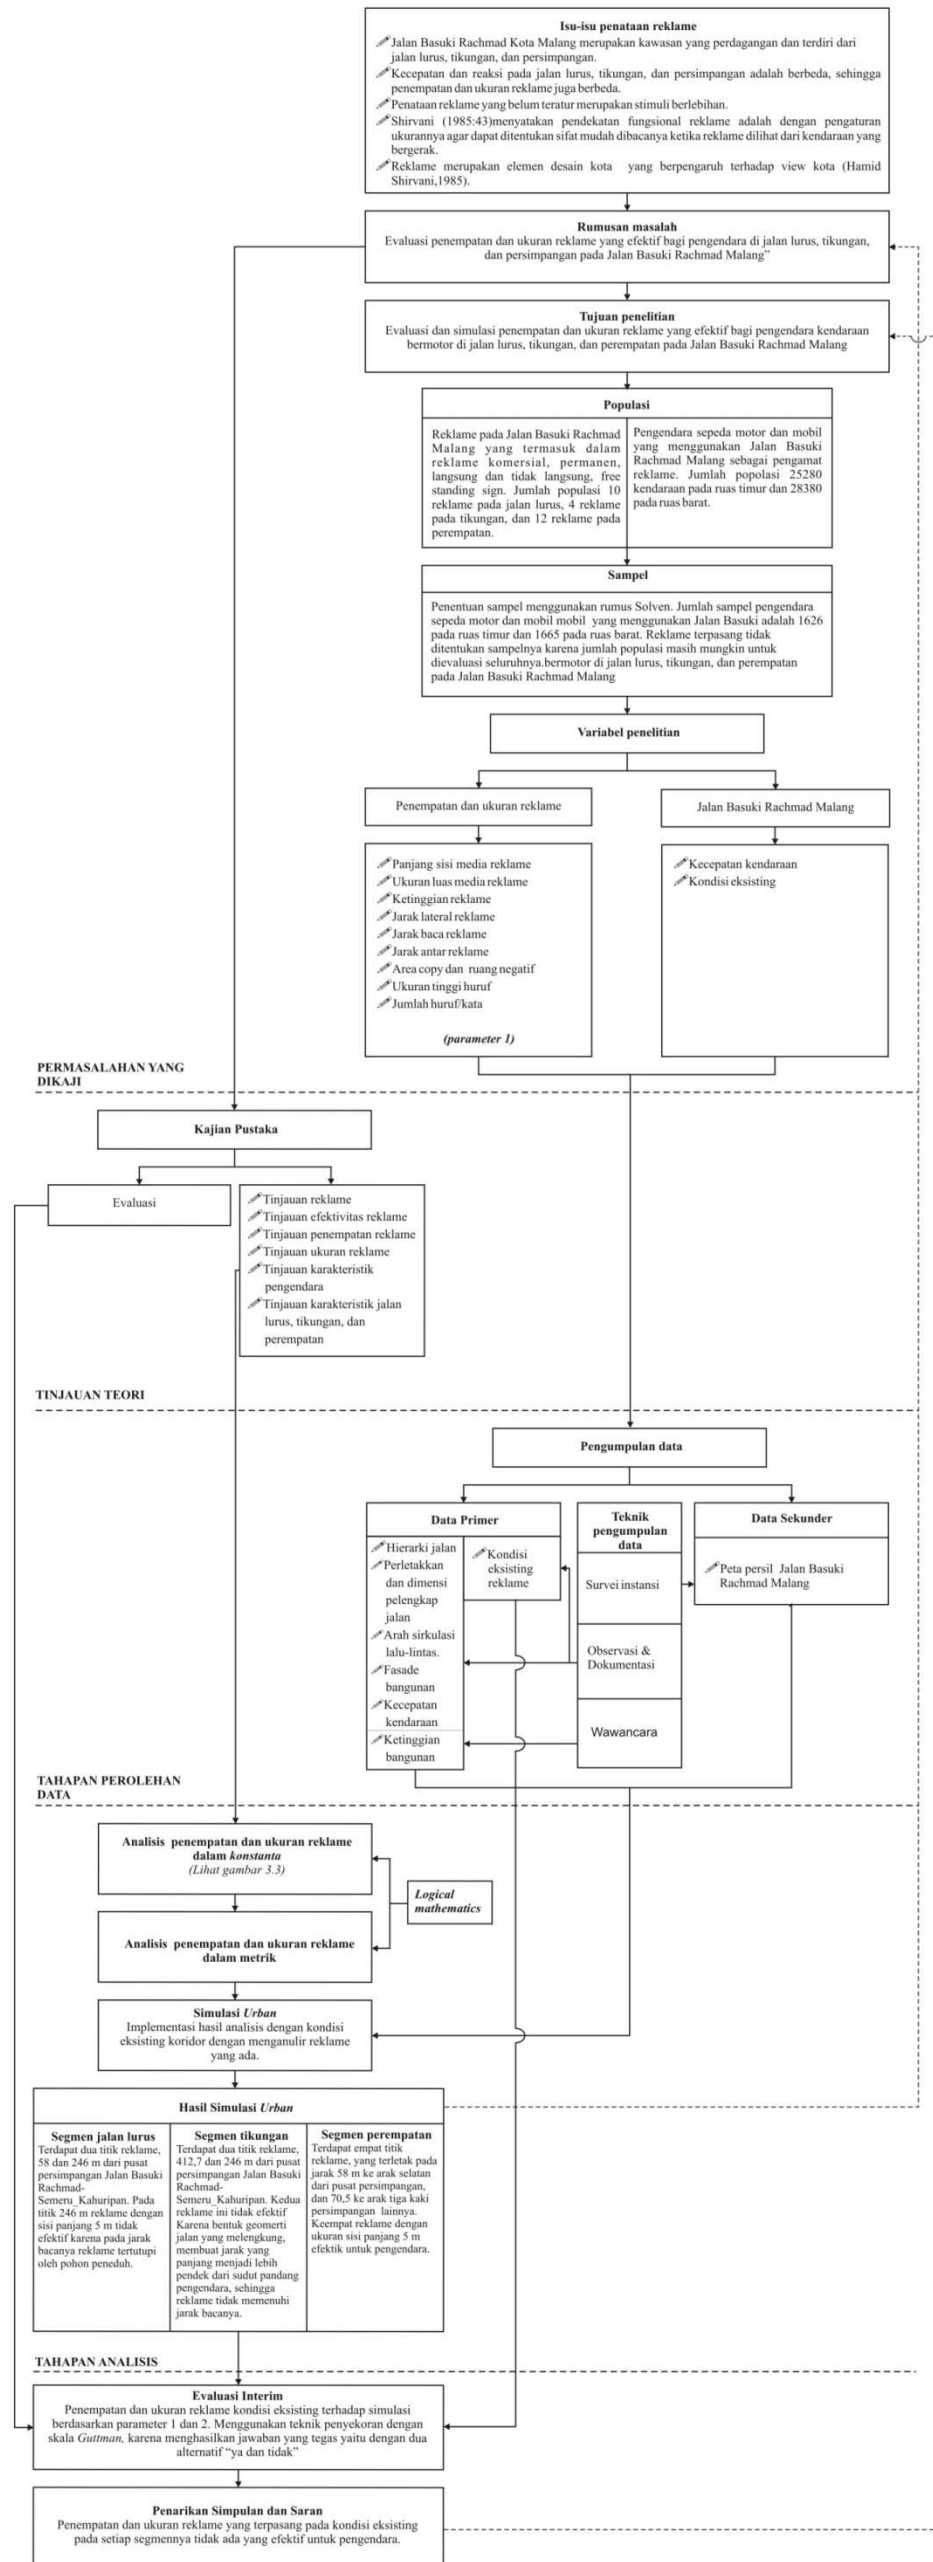 Isu-isu penataan reklame
Jalan Basuki Rachmad Kota Malang merupakan kawasan yang perdagangan dan terdiri dari
jalan lurus, tikungan, dan persimpangan.
Kecepatan dan reaksi pada jalan lurus, tikungan, dan persimpangan adalah berbeda, sehingga
penempatan dan ukuran reklame juga berbeda.
Penataan reklame yang belum teratur merupakan stimuli berlebihan.
Shirvani (1985:43)menyatakan pendekatan fungsional reklame adalah dengan pengaturan
ukurannya agar dapat ditentukan sifat mudah dibacanya ketika reklame dilihat dari kendaraan yang
bergerak.
Reklame merupakan elemen desain kota yang berpengaruh terhadap view kota (Hamid
Shirvani,1985).
Rumusan masalah
Evaluasi penempatan dan ukuran reklame yang efektif bagi pengendara di jalan lurus, tikungan,
dan persimpangan pada Jalan Basuki Rachmad Malang”
Tujuan penelitian
Evaluasi dan simulasi penempatan dan ukuran reklame yang efektif bagi pengendara kendaraan
bermotor di jalan lurus, tikungan, dan perempatan pada Jalan Basuki Rachmad Malang
Populasi
Reklame pada Jalan Basuki Rachmad
Malang yang termasuk dalam
reklame komersial, permanen,
langsung dan tidak langsung, free
standing sign. Jumlah populasi 10
reklame pada jalan lurus, 4 reklame
pada tikungan, dan 12 reklame pada
perempatan.
Pengendara sepeda motor dan mobil
yang menggunakan Jalan Basuki
Rachmad Malang sebagai pengamat
reklame. Jumlah popolasi 25280
kendaraan pada ruas timur dan 28380
pada ruas barat.
Sampel
Penentuan sampel menggunakan rumus Solven. Jumlah sampel pengendara
sepeda motor dan mobil mobil yang menggunakan Jalan Basuki adalah 1626
pada ruas timur dan 1665 pada ruas barat. Reklame terpasang tidak
ditentukan sampelnya karena jumlah populasi masih mungkin untuk
dievaluasi seluruhnya.bermotor di jalan lurus, tikungan, dan perempatan
pada Jalan Basuki Rachmad Malang
Variabel penelitian
Penempatan dan ukuran reklame
Jalan Basuki Rachmad Malang
Panjang sisi media reklame
Ukuran luas media reklame
Ketinggian reklame
Jarak lateral reklame
Jarak baca reklame
Jarak antar reklame
Area copy dan ruang negatif
Ukuran tinggi huruf
Jumlah huruf/kata
(parameter 1)
Kecepatan kendaraan
Kondisi eksisting
PERMASALAHAN YANG
DIKAJI
Kajian Pustaka
Evaluasi
Tinjauan reklame
Tinjauan efektivitas reklame
Tinjauan penempatan reklame
Tinjauan ukuran reklame
Tinjauan karakteristik
pengendara
Tinjauan karakteristik jalan
lurus, tikungan, dan
perempatan
TINJAUAN TEORI
Pengumpulan data
Data Primer
Hierarki jalan
Perletakkan
dan dimensi
pelengkap
jalan
Arah sirkulasi
lalu-lintas.
Fasade
bangunan
Kecepatan
kendaraan
Ketinggian
bangunan
Kondisi
eksisting
reklame
Teknik
pengumpulan
data
Survei instansi
Observasi &
Dokumentasi
Wawancara
Data Sekunder
Peta persil Jalan Basuki
Rachmad Malang
TAHAPAN PEROLEHAN
DATA
Analisis penempatan dan ukuran reklame
dalam konstanta
(Lihat gambar 3.3)
Logical
mathematics
Analisis penempatan dan ukuran reklame
dalam metrik
Simulasi Urban
Implementasi hasil analisis dengan kondisi
eksisting koridor dengan menganulir reklame
yang ada.
Hasil Simulasi Urban
Segmen jalan lurus
Terdapat dua titik reklame,
58 dan 246 m dari pusat
persimpangan Jalan Basuki
Rachmad-
Semeru_Kahuripan. Pada
titik 246 m reklame dengan
sisi panjang 5 m tidak
efektif karena pada jarak
bacanya reklame tertutupi
oleh pohon peneduh.
Segmen tikungan
Terdapat dua titik reklame,
412,7 dan 246 m dari pusat
persimpangan Jalan Basuki
Rachmad-
Semeru_Kahuripan. Kedua
reklame ini tidak efektif
Karena bentuk geomerti
jalan yang melengkung,
membuat jarak yang
panjang menjadi lebih
pendek dari sudut pandang
pengendara, sehingga
reklame tidak memenuhi
jarak bacanya.
Segmen perempatan
Terdapat empat titik
reklame, yang terletak pada
jarak 58 m ke arak selatan
dari pusat persimpangan,
dan 70,5 ke arak tiga kaki
persimpangan lainnya.
Keempat reklame dengan
ukuran sisi panjang 5 m
efektik untuk pengendara.
TAHAPAN ANALISIS
Evaluasi Interim
Penempatan dan ukuran reklame kondisi eksisting terhadap simulasi
berdasarkan parameter 1 dan 2. Menggunakan teknik penyekoran dengan
skala Guttman, karena menghasilkan jawaban yang tegas yaitu dengan dua
alternatif “ya dan tidak”
Penarikan Simpulan dan Saran
Penempatan dan ukuran reklame yang terpasang pada kondisi eksisting
pada setiap segmennya tidak ada yang efektif untuk pengendara.